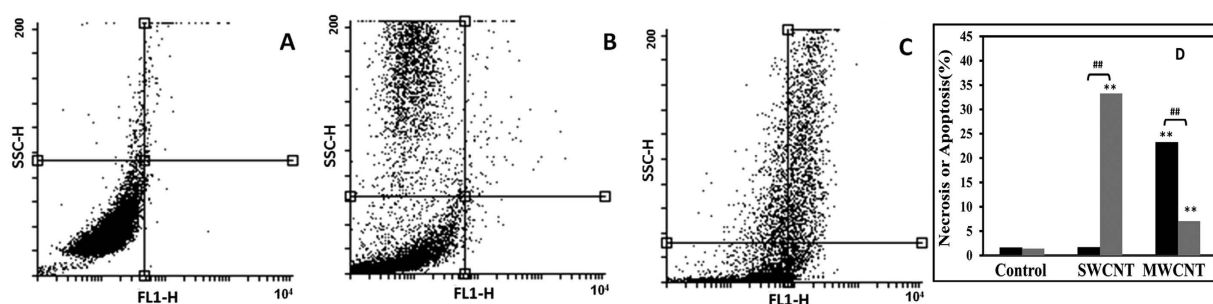 A
200
SSC-H
FL1-H
10⁴
B
200
SSC-H
FL1-H
10⁴
C
200
SSC-H
FL1-H
10⁴
D
Necrosis or Apoptosis(%)
45
40
35
30
25
20
15
10
5
0
##
**
##
**
**
Control SWCNT MWCNT